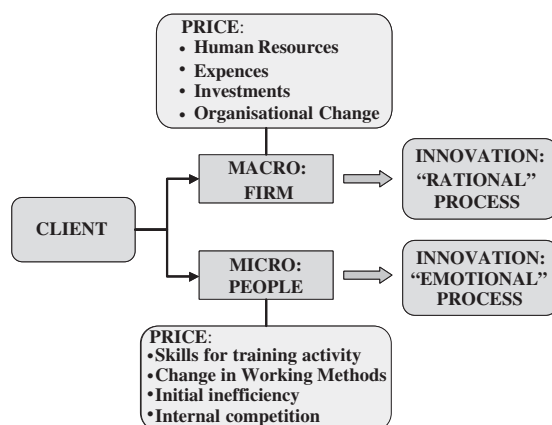 PRICE:
• Human Resources
• Expences
• Investments
• Organisational Change
MACRO:
FIRM
INNOVATION:
“RATIONAL”
PROCESS
CLIENT
MICRO:
PEOPLE
INNOVATION:
“EMOTIONAL”
PROCESS
PRICE:
•Skills for training activity
•Change in Working Methods
•Initial inefficiency
•Internal competition